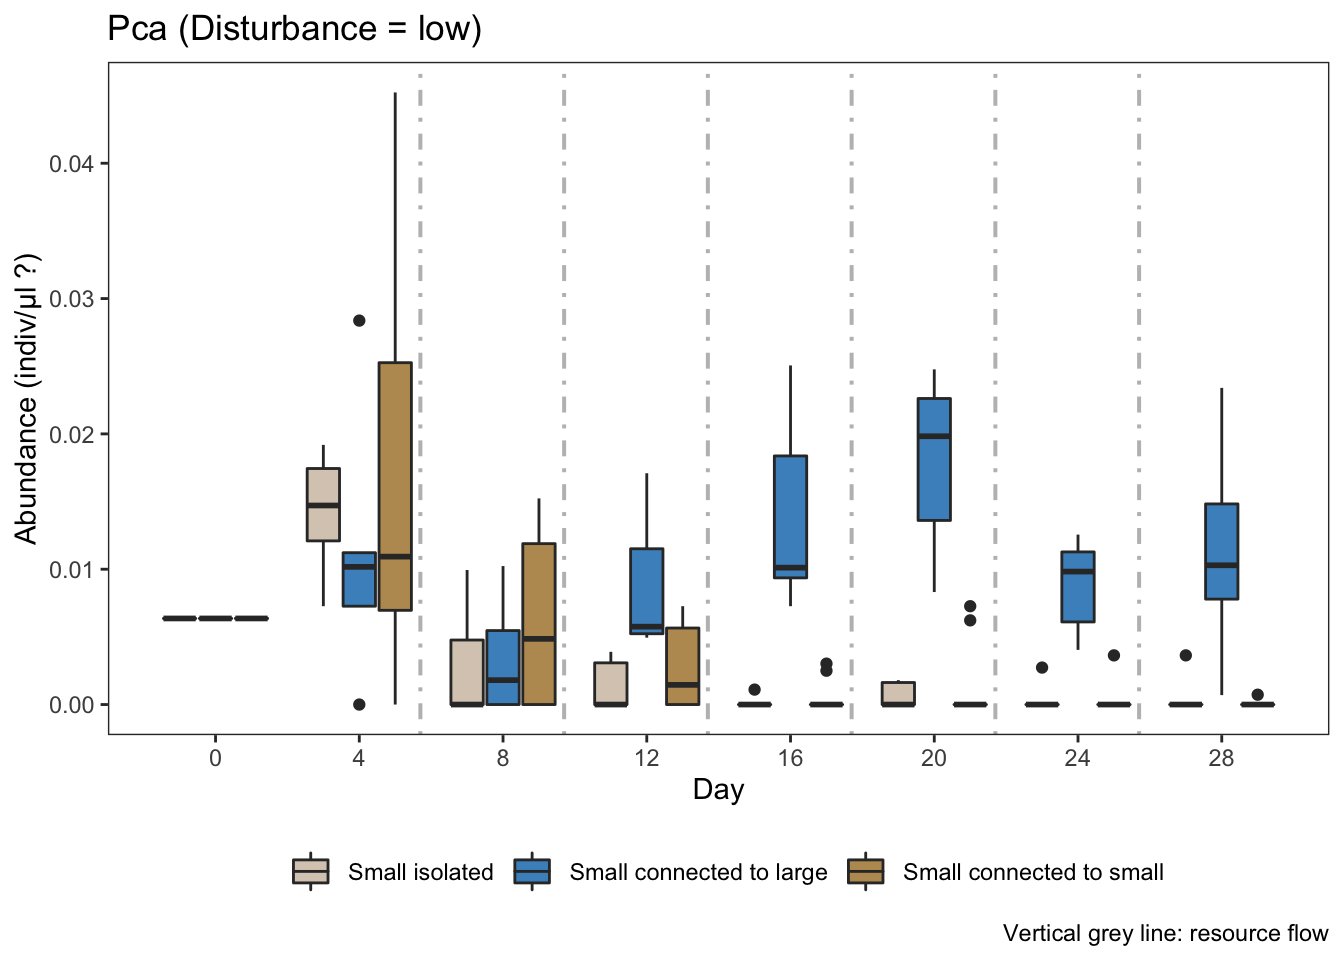 Pca (Disturbance = low)
Abundance (indiv/µl ?)
0.04
0.03
0.02
0.01
0.00
0 4 8 12 16 20 24 28
Day
Small isolated Small connected to large Small connected to small
Vertical grey line: resource flow